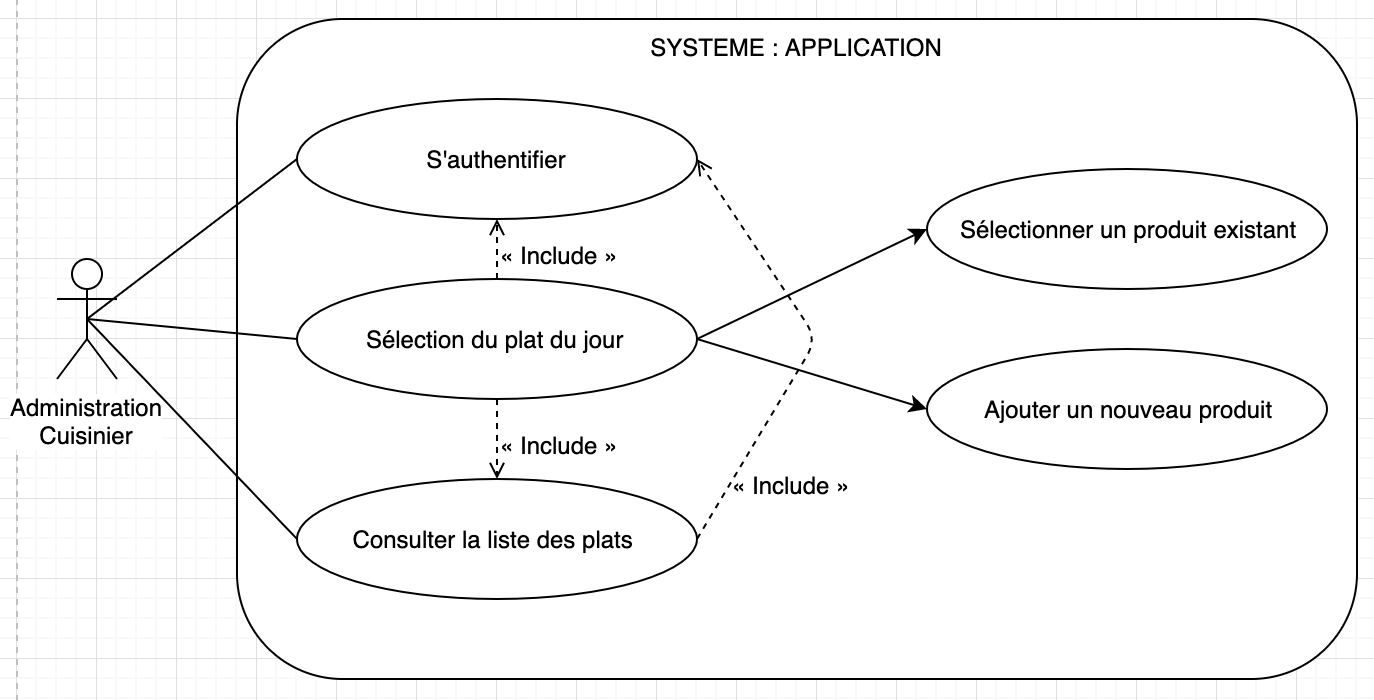 SYSTEME : APPLICATION
S'authentifier
Sélectionner un produit existant
« Include »
Sélection du plat du jour
Administration
Cuisinier
Ajouter un nouveau produit
« Include »
« Include »
Consulter la liste des plats